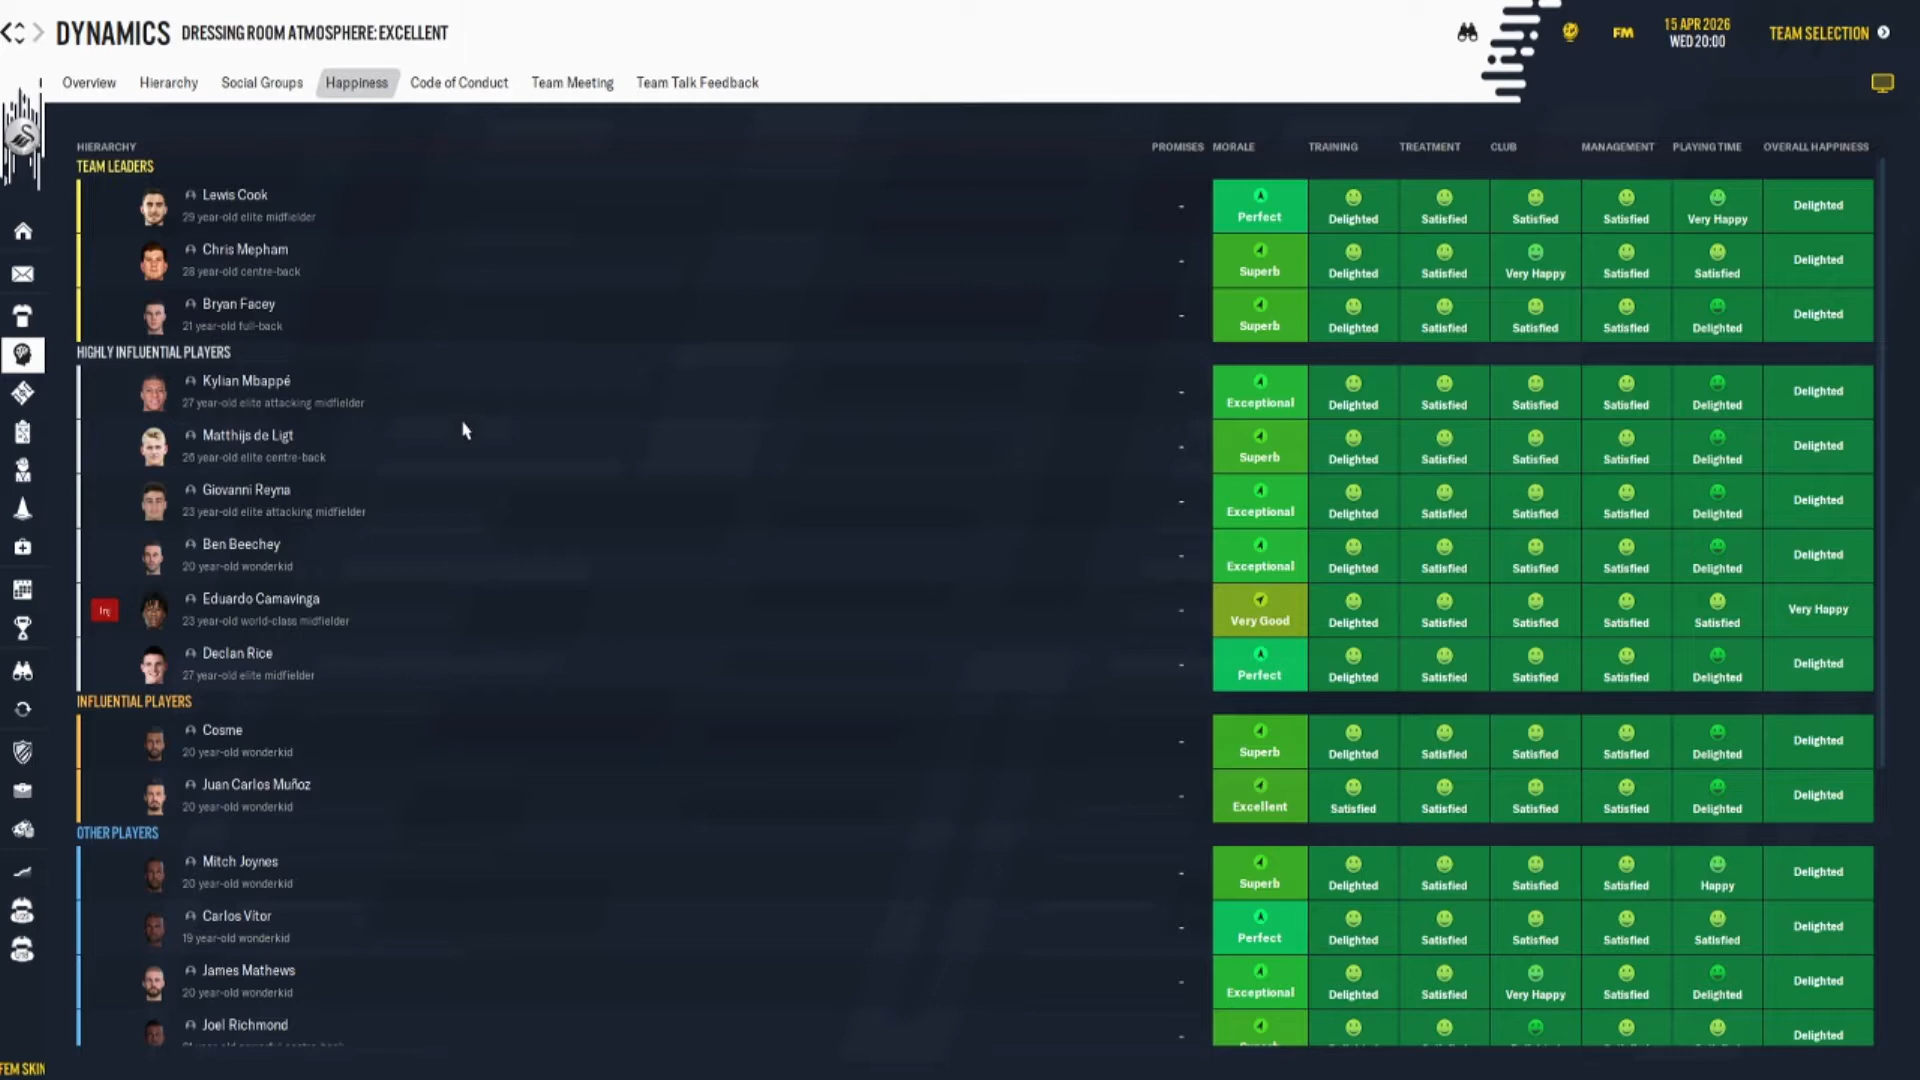 DYNAMICS DRESSING ROOM ATMOSPHERE: EXCELLENT
FM
15 APR 2026
WED 20:00
TEAM SELECTION
Overview Hierarchy Social Groups Happiness Code of Conduct Team Meeting Team Talk Feedback
HIERARCHY PROMISES MORALE TRAINING TREATMENT CLUB MANAGEMENT PLAYING TIME OVERALL HAPPINESS
TEAM LEADERS
Lewis Cook
29 year-old elite midfielder
- Perfect Delighted Satisfied Satisfied Satisfied Very Happy Delighted
Chris Mepham
28 year-old centre-back
- Superb Delighted Satisfied Very Happy Satisfied Satisfied Delighted
Bryan Facey
21 year-old full-back
- Superb Delighted Satisfied Satisfied Satisfied Delighted Delighted
HIGHLY INFLUENTIAL PLAYERS
Kylian Mbappé
27 year-old elite attacking midfielder
- Exceptional Delighted Satisfied Satisfied Satisfied Delighted Delighted
Matthijs de Ligt
26 year-old elite centre-back
- Superb Delighted Satisfied Satisfied Satisfied Delighted Delighted
Giovanni Reyna
23 year-old elite attacking midfielder
- Exceptional Delighted Satisfied Satisfied Satisfied Delighted Delighted
Ben Beechey
20 year-old wonderkid
- Exceptional Delighted Satisfied Satisfied Satisfied Delighted Delighted
Inj
Eduardo Camavinga
23 year-old world-class midfielder
- Very Good Delighted Satisfied Satisfied Satisfied Satisfied Very Happy
Declan Rice
27 year-old elite midfielder
- Perfect Delighted Satisfied Satisfied Satisfied Delighted Delighted
INFLUENTIAL PLAYERS
Cosme
20 year-old wonderkid
- Superb Delighted Satisfied Satisfied Satisfied Delighted Delighted
Juan Carlos Muñoz
20 year-old wonderkid
- Excellent Satisfied Satisfied Satisfied Satisfied Delighted Delighted
OTHER PLAYERS
Mitch Joynes
20 year-old wonderkid
- Superb Delighted Satisfied Satisfied Satisfied Happy Delighted
Carlos Vítor
19 year-old wonderkid
- Perfect Delighted Satisfied Satisfied Satisfied Satisfied Delighted
James Mathews
20 year-old wonderkid
- Exceptional Delighted Satisfied Very Happy Satisfied Delighted Delighted
Joel Richmond
- Delighted
FEM SKIN